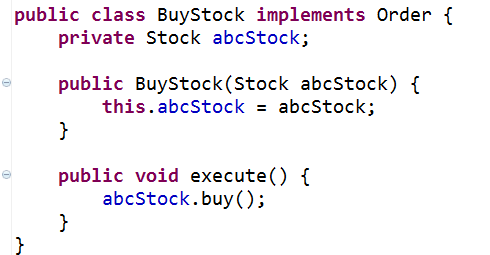 public class BuyStock implements Order {
    private Stock abcStock;

    public BuyStock(Stock abcStock) {
        this.abcStock = abcStock;
    }

    public void execute() {
        abcStock.buy();
    }
}